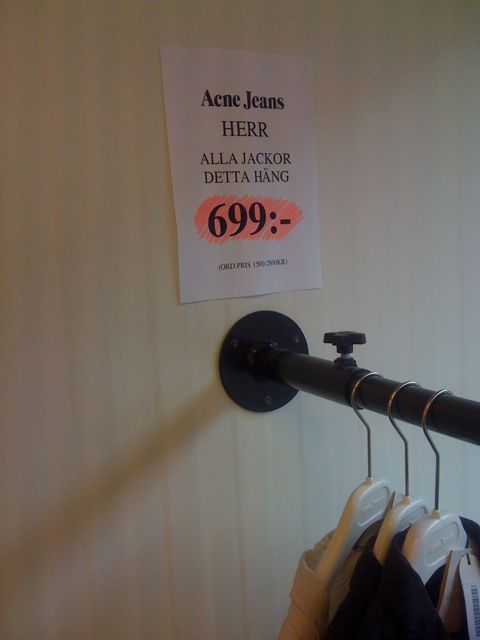 Acne Jeans
HERR
ALLA JACKOR
DETTA HÄNG
699:-
(ORD PRIS 1500-2800KR)